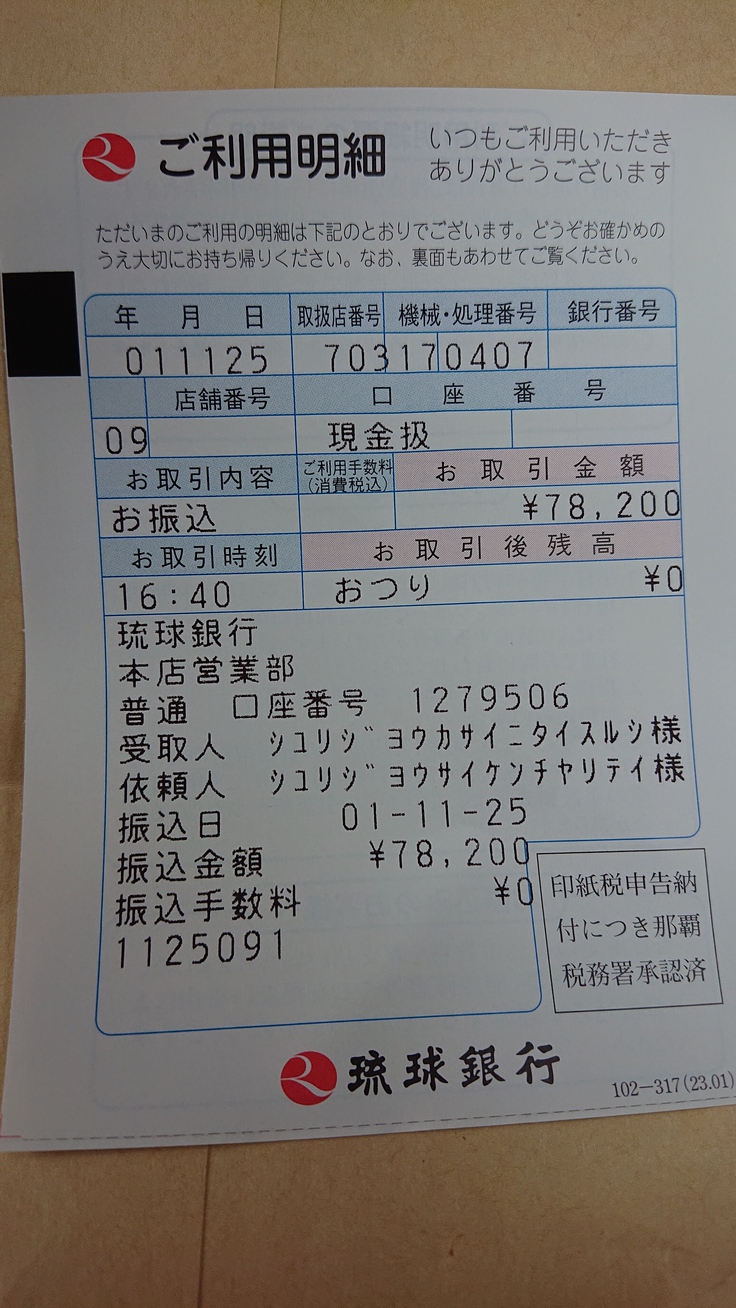 ご利用明細
いつもご利用いただき
ありがとうございます
ただいまのご利用の明細は下記のとおりでございます。どうぞお確かめの
うえ大切にお持ち帰りください。なお、裏面もあわせてご覧ください。
年 月 日 取扱店番号 機械・処理番号 銀行番号
011125 703170407
店舗番号 口座番号
09 現金扱
お取引内容 ご利用手数料(消費税込) お取引金額
お振込 ¥78,200
お取引時刻 お取引後残高
16:40 おつり ¥0
琉球銀行
本店営業部
普通 口座番号 1279506
受取人 シユリジヨウカサイニタイスルシ様
依頼人 シユリジヨウサイケンチヤリテイ様
振込日 01-11-25
振込金額 ¥78,200
振込手数料 ¥0
1125091
印紙税申告納
付につき那覇
税務署承認済
琉球銀行
102-317(23.01)